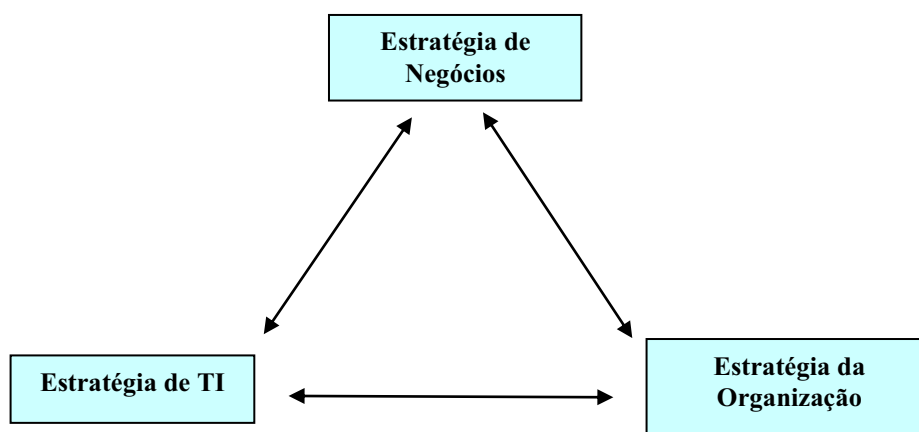 Estratégia de
Negócios
Estratégia de TI
Estratégia da
Organização